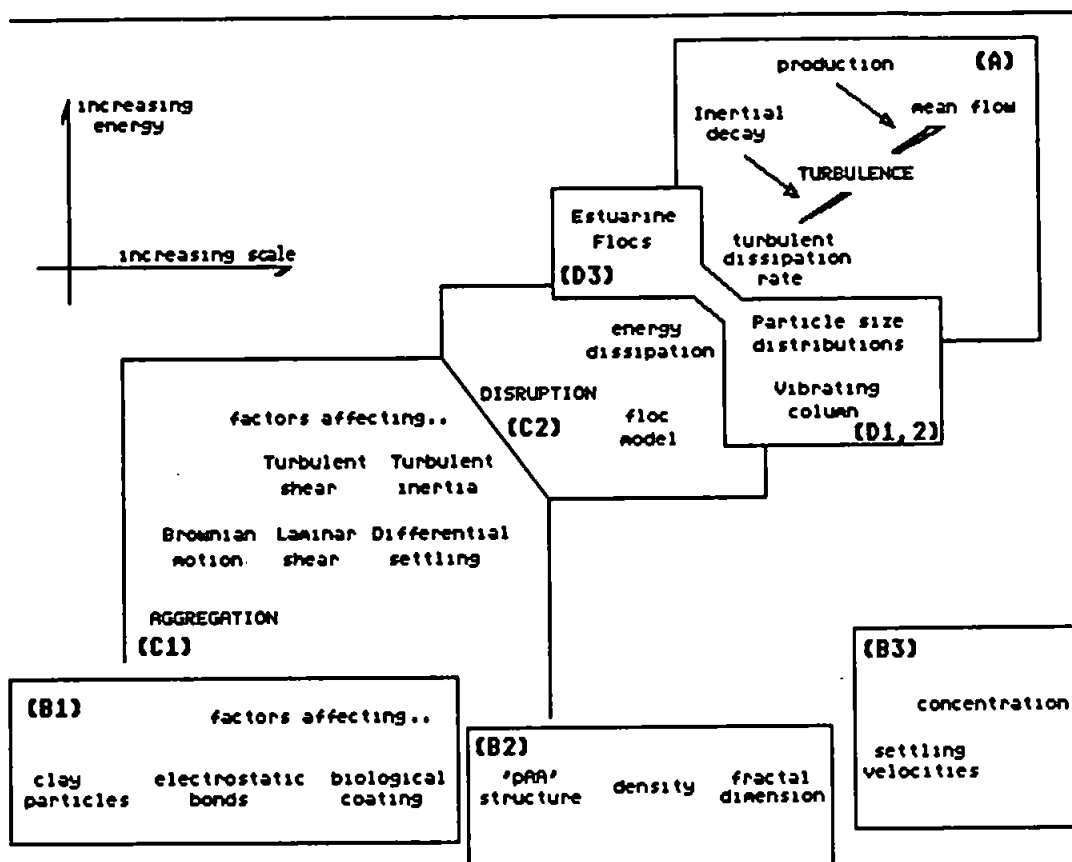 increasing
energy
increasing scale
(A)
production
mean flow
Inertial
decay
TURBULENCE
turbulent
dissipation
rate
Estuarine
Flocs
(D3)
Particle size
distributions
Vibrating
column
(D1,2)
energy
dissipation
DISRUPTION
(C2)
floc
model
factors affecting..
Turbulent
shear
Turbulent
inertia
Brownian
motion
Laminar
shear
Differential
settling
AGGREGATION
(C1)
(B1)
factors affecting..
clay
particles
electrostatic
bonds
biological
coating
(B2)
'pAA'
structure
density
fractal
dimension
(B3)
concentration
settling
velocities